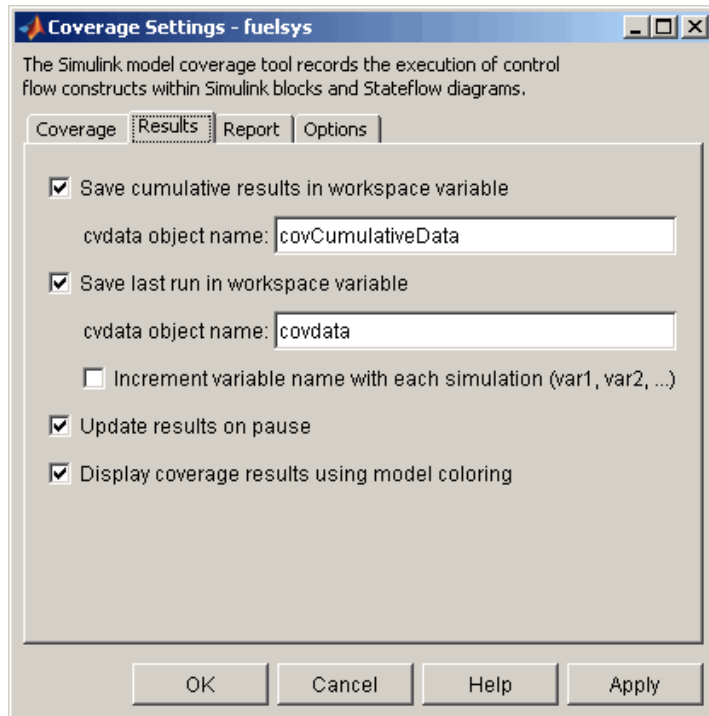 Coverage Settings - fuelsys
The Simulink model coverage tool records the execution of control
flow constructs within Simulink blocks and Stateflow diagrams.
Coverage Results Report Options
Save cumulative results in workspace variable
cvdata object name: covCumulativeData
Save last run in workspace variable
cvdata object name: covdata
Increment variable name with each simulation (var1, var2, ...)
Update results on pause
Display coverage results using model coloring
OK Cancel Help Apply